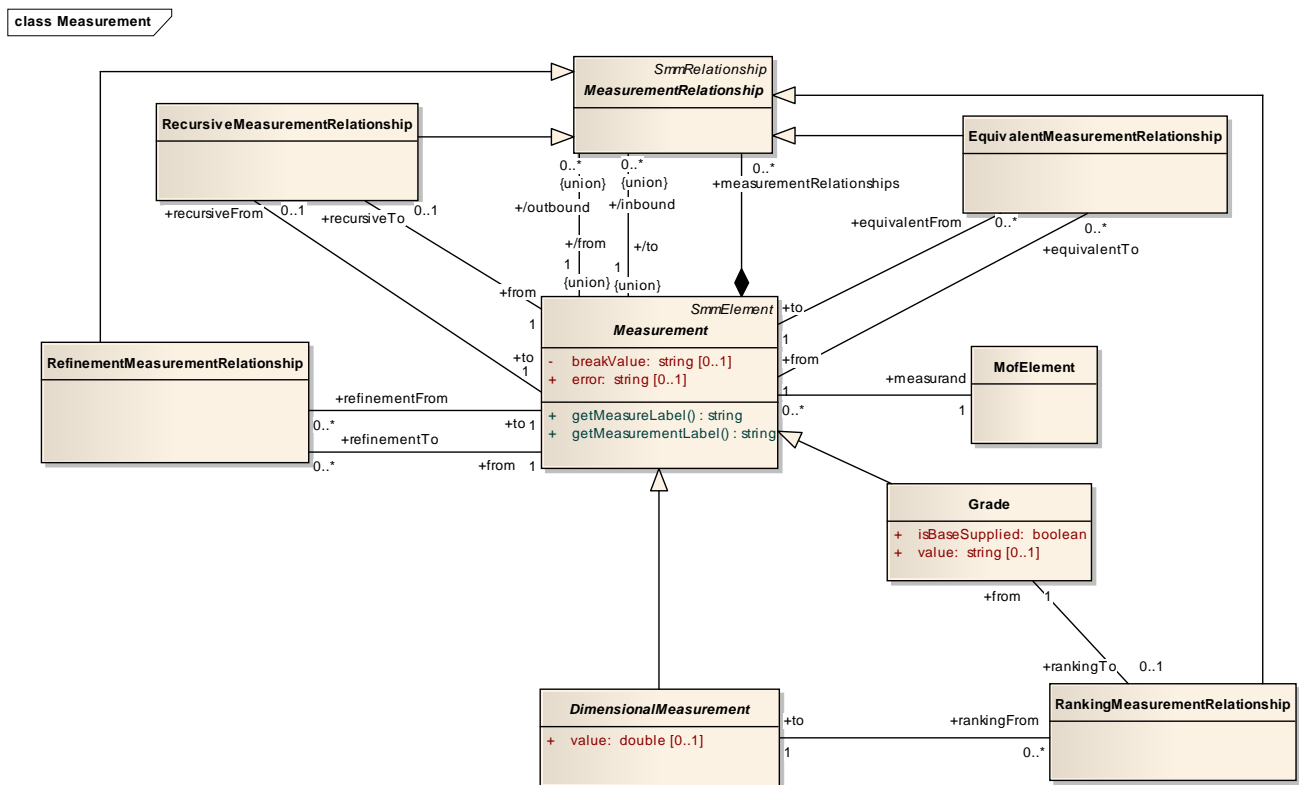 class Measurement
SmmRelationship
MeasurementRelationship
RecursiveMeasurementRelationship
EquivalentMeasurementRelationship
0..*
{union}
+/outbound
0..*
{union}
+/inbound
0..*
+measurementRelationships
+recursiveFrom
0..1
+recursiveTo
0..1
+equivalentFrom
0..*
0..*
+equivalentTo
+/from
1
{union}
+/to
1
{union}
+from
1
+to
1
SmmElement
Measurement
- breakValue: string [0..1]
+ error: string [0..1]
+ getMeasureLabel() : string
+ getMeasurementLabel() : string
+to
1
+from
1
RefinementMeasurementRelationship
+refinementFrom
0..*
+to
1
+refinementTo
0..*
+from
1
+measurand
0..*
1
MofElement
Grade
+ isBaseSupplied: boolean
+ value: string [0..1]
+from
1
+rankingTo
0..1
DimensionalMeasurement
+ value: double [0..1]
+to
1
+rankingFrom
0..*
RankingMeasurementRelationship